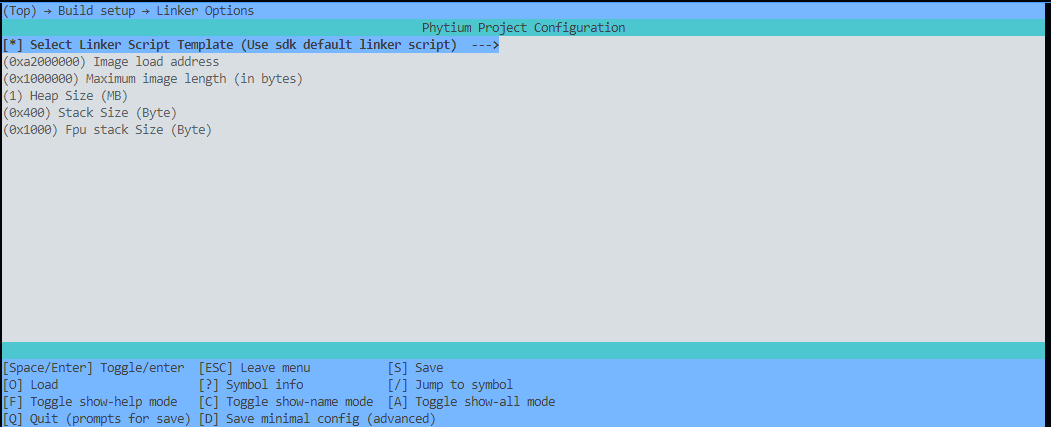 (Top) → Build setup → Linker Options
Phytium Project Configuration
[*] Select Linker Script Template (Use sdk default linker script)  --->
(0xa2000000) Image load address
(0x1000000) Maximum image length (in bytes)
(1) Heap Size (MB)
(0x400) Stack Size (Byte)
(0x1000) Fpu stack Size (Byte)
[Space/Enter] Toggle/enter  [ESC] Leave menu           [S] Save
[O] Load                    [?] Symbol info            [/] Jump to symbol
[F] Toggle show-help mode   [C] Toggle show-name mode  [A] Toggle show-all mode
[Q] Quit (prompts for save) [D] Save minimal config (advanced)